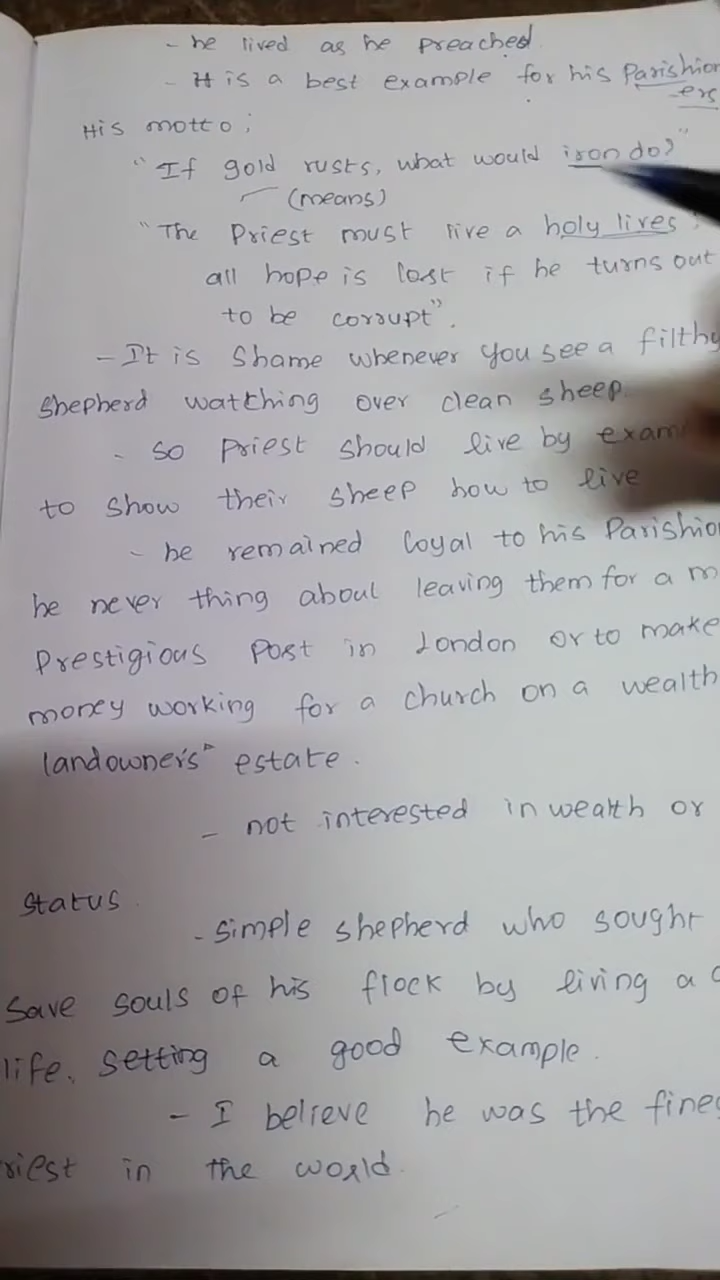 - he lived as he preached.
- It is a best example for his Parishion
-ers
His motto;
"If gold rusts, what would iron do?"
(means)
"The Priest must live a holy lives;
all hope is lost if he turns out
to be corrupt".
- It is shame whenever you see a filthy
shepherd watching over clean sheep.
- so priest should live by exam
to show their sheep how to live
- he remained loyal to his Parishio
he never thing about leaving them for a m
Prestigious Post in London or to make
money working for a church on a wealth
landowners" estate.
- not interested in wealth or
status.
- simple shepherd who sought
save souls of his flock by living a
life. setting a good example.
- I believe he was the fines
riest in the world.